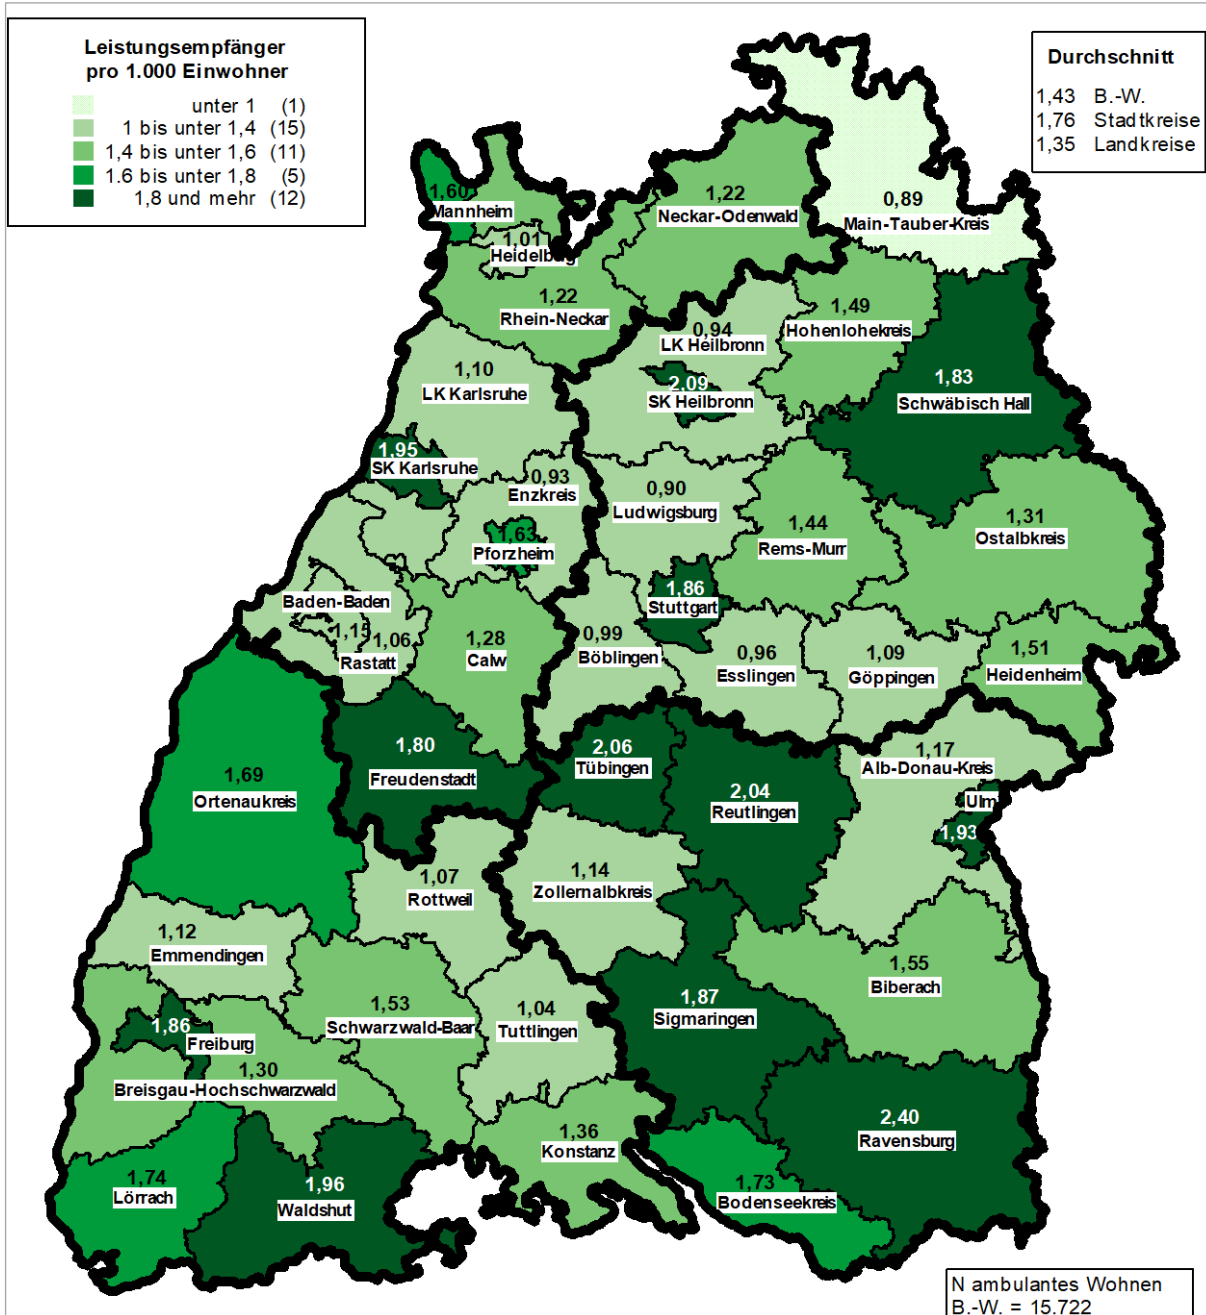 Leistungsempfänger
pro 1.000 Einwohner
unter 1 (1)
1 bis unter 1,4 (15)
1,4 bis unter 1,6 (11)
1.6 bis unter 1,8 (5)
1,8 und mehr (12)
Durchschnitt
1,43 B.-W.
1,76 Stadtkreise
1,35 Landkreise
1,60
Mannheim
1,22
Neckar-Odenwald
0,89
Main-Tauber-Kreis
1,01
Heidelburg
1,22
Rhein-Neckar
1,49
Hohenlohekreis
0,94
LK Heilbronn
1,10
LK Karlsruhe
2,09
SK Heilbronn
1,83
Schwäbisch Hall
1,95
SK Karlsruhe
0,93
Enzkreis
0,90
Ludwigsburg
1,63
Pforzheim
1,44
Rems-Murr
1,31
Ostalbkreis
1,86
Stuttgart
Baden-Baden
1,15
1,06
Rastatt
1,28
Calw
0,99
Böblingen
0,96
Esslingen
1,09
Göppingen
1,51
Heidenheim
1,80
Freudenstadt
2,06
Tübingen
1,17
Alb-Donau-Kreis
1,69
Ortenaukreis
2,04
Reutlingen
Ulm
1,93
1,07
Rottweil
1,14
Zollernalbkreis
1,12
Emmendingen
1,55
Biberach
1,53
Schwarzwald-Baar
1,04
Tuttlingen
1,87
Sigmaringen
1,86
Freiburg
1,30
Breisgau-Hochschwarzwald
2,40
Ravensburg
1,36
Konstanz
1,74
Lörrach
1,96
Waldshut
1,73
Bodenseekreis
N ambulantes Wohnen
B.-W. = 15.722